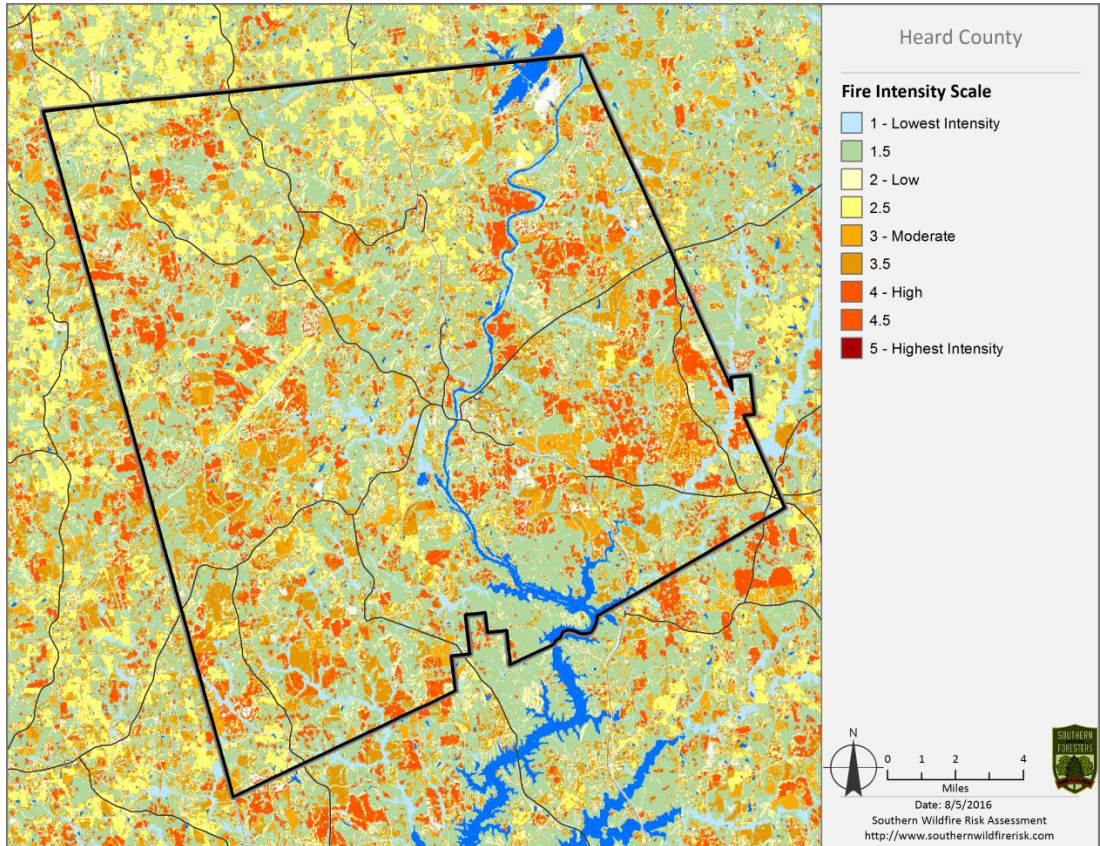 Heard County
Fire Intensity Scale
1 - Lowest Intensity
1.5
2 - Low
2.5
3 - Moderate
3.5
4 - High
4.5
5 - Highest Intensity
N
0 1 2 4
Miles
SOUTHERN
FORESTERS
Date: 8/5/2016
Southern Wildfire Risk Assessment
http://www.southernwildfirerisk.com